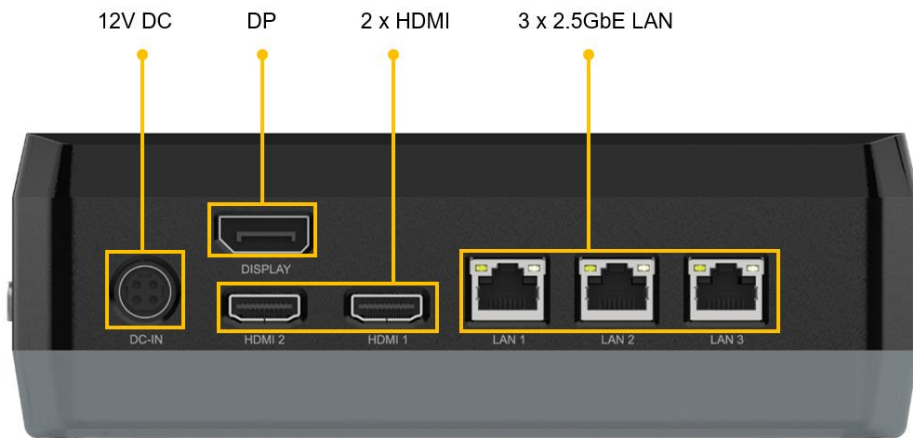 12V DC DP 2 x HDMI 3 x 2.5GbE LAN
DISPLAY
DC-IN HDMI 2 HDMI 1 LAN 1 LAN 2 LAN 3